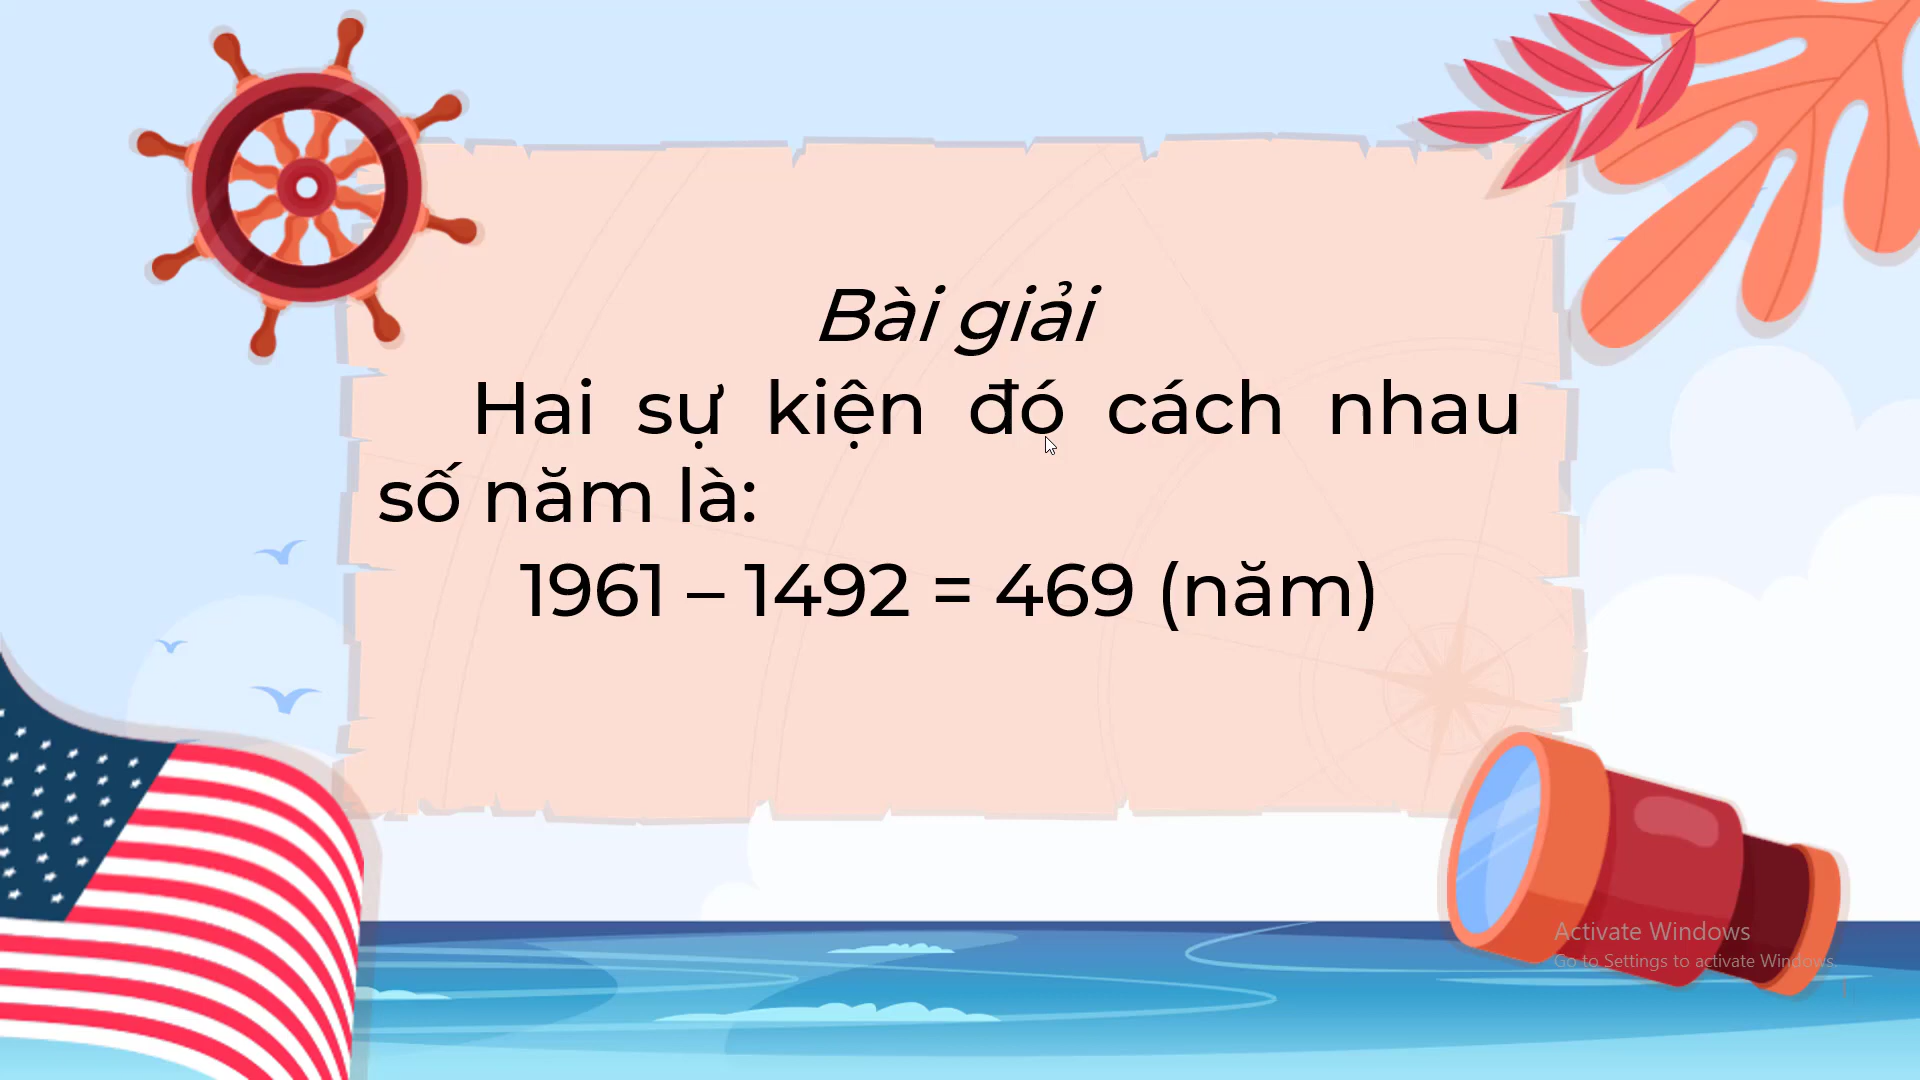 Bài giải
Hai sự kiện đó cách nhau
số năm là:
1961 – 1492 = 469 (năm)
Activate Windows
Go to Settings to activate Windows.